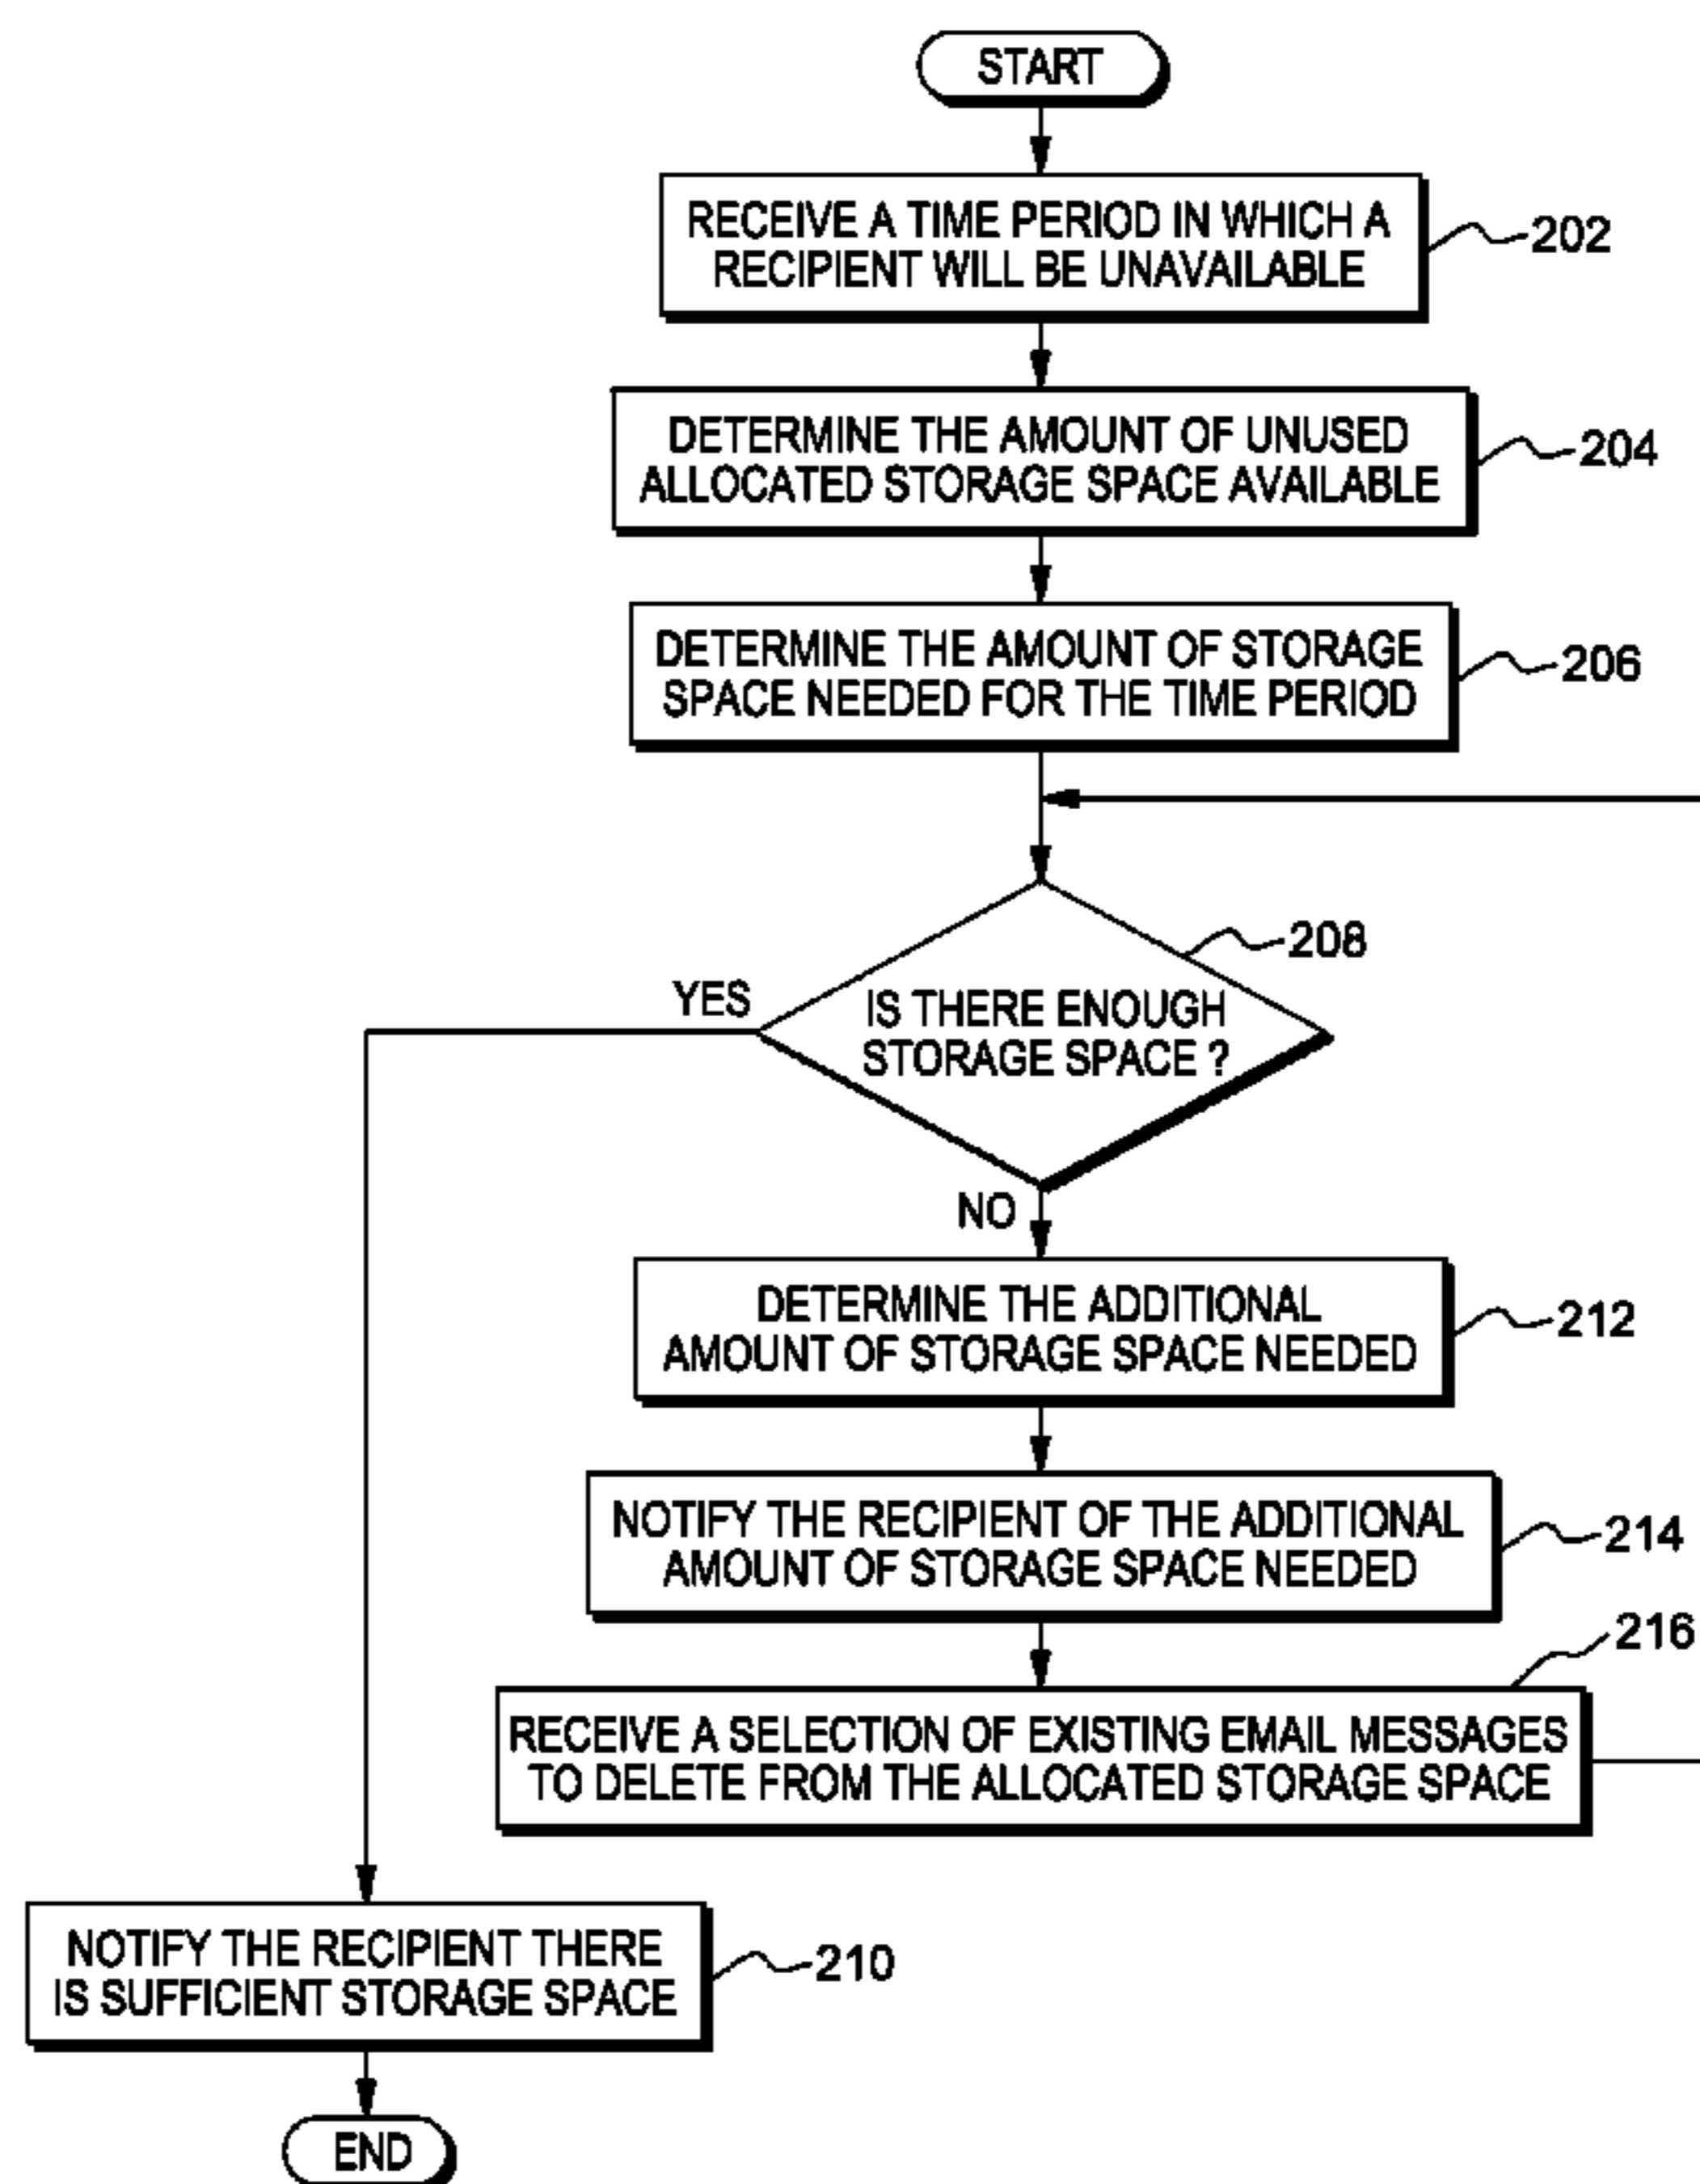 START
RECEIVE A TIME PERIOD IN WHICH A
RECIPIENT WILL BE UNAVAILABLE
202
DETERMINE THE AMOUNT OF UNUSED
ALLOCATED STORAGE SPACE AVAILABLE
204
DETERMINE THE AMOUNT OF STORAGE
SPACE NEEDED FOR THE TIME PERIOD
206
208
YES
IS THERE ENOUGH
STORAGE SPACE ?
NO
DETERMINE THE ADDITIONAL
AMOUNT OF STORAGE SPACE NEEDED
212
NOTIFY THE RECIPIENT OF THE ADDITIONAL
AMOUNT OF STORAGE SPACE NEEDED
214
216
RECEIVE A SELECTION OF EXISTING EMAIL MESSAGES
TO DELETE FROM THE ALLOCATED STORAGE SPACE
NOTIFY THE RECIPIENT THERE
IS SUFFICIENT STORAGE SPACE
210
END